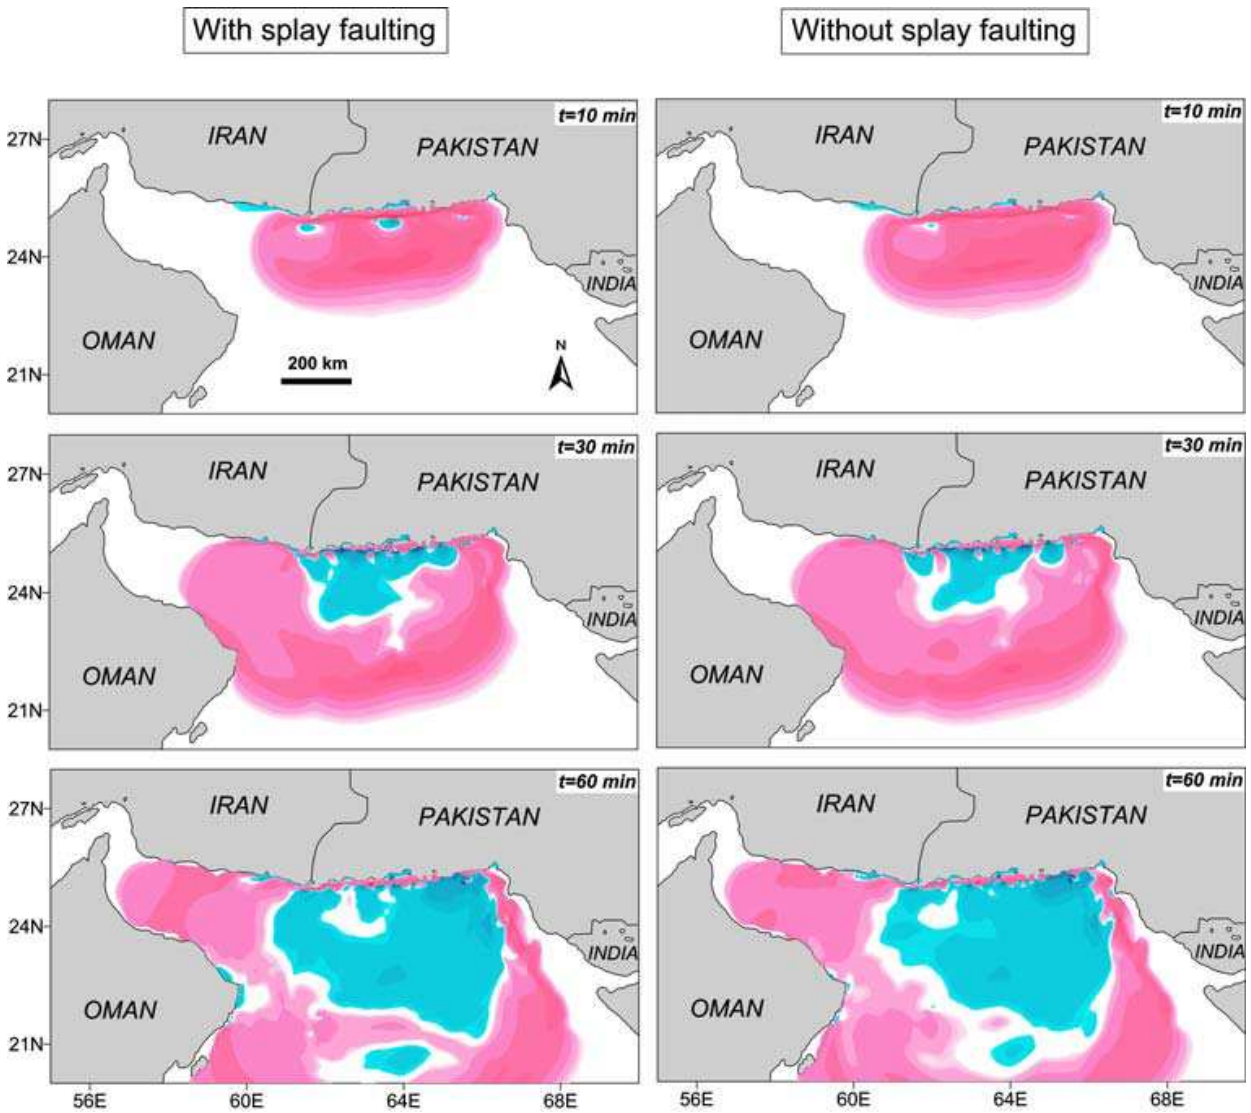 With splay faulting
Without splay faulting
27N
24N
21N
IRAN
PAKISTAN
t=10 min
INDIA
OMAN
200 km
N
IRAN
PAKISTAN
t=10 min
INDIA
OMAN
27N
24N
21N
IRAN
PAKISTAN
t=30 min
INDIA
OMAN
IRAN
PAKISTAN
t=30 min
INDIA
OMAN
27N
24N
21N
IRAN
PAKISTAN
t=60 min
INDIA
OMAN
56E 60E 64E 68E
IRAN
PAKISTAN
t=60 min
INDIA
OMAN
56E 60E 64E 68E